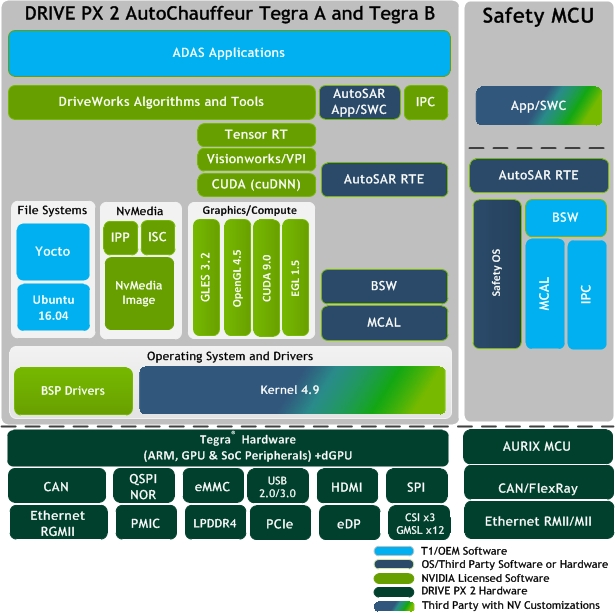 DRIVE PX 2 AutoChauffeur Tegra A and Tegra B
ADAS Applications
DriveWorks Algorithms and Tools
AutoSAR
App/SWC
IPC
Tensor RT
Visionworks/VPI
CUDA (cuDNN)
AutoSAR RTE
File Systems
Yocto
Ubuntu
16.04
NvMedia
IPP
ISC
NvMedia
Image
Graphics/Compute
GLES 3.2
OpenGL 4.5
CUDA 9.0
EGL 1.5
BSW
MCAL
Operating System and Drivers
BSP Drivers
Kernel 4.9
Tegra® Hardware
(ARM, GPU & SoC Peripherals) +dGPU
CAN
QSPI
NOR
eMMC
USB
2.0/3.0
HDMI
SPI
Ethernet
RGMII
PMIC
LPDDR4
PCIe
eDP
CSI x3
GMSL x12
Safety MCU
App/SWC
AutoSAR RTE
Safety OS
BSW
MCAL
IPC
AURIX MCU
CAN/FlexRay
Ethernet RMII/MII
T1/OEM Software
OS/Third Party Software or Hardware
NVIDIA Licensed Software
DRIVE PX 2 Hardware
Third Party with NV Customizations